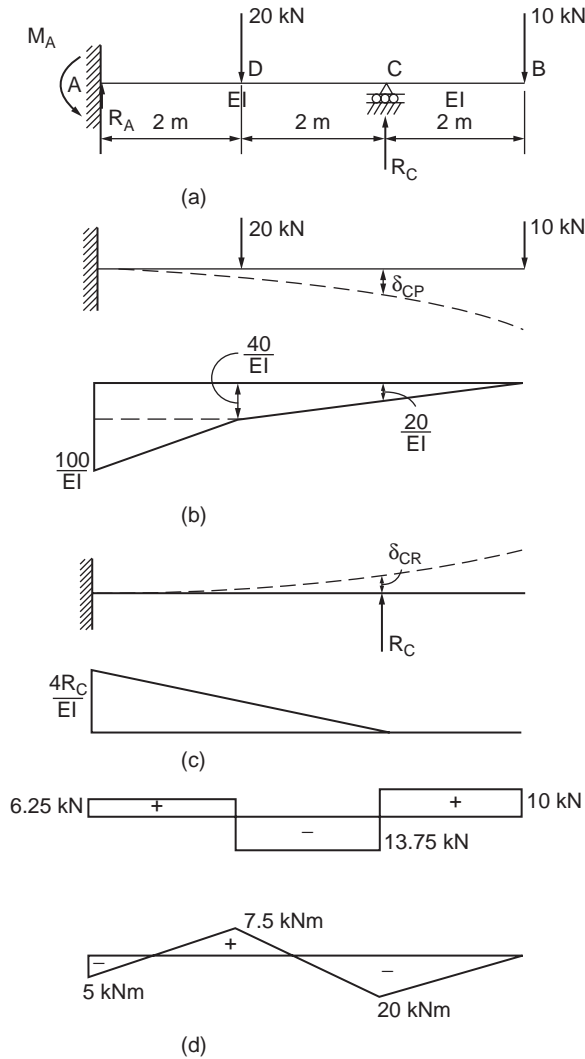 20 kN 10 kN
M_A
A D C B
R_A EI EI
2 m 2 m 2 m
R_C
(a)
20 kN 10 kN
δ_CP
40/EI
20/EI
100/EI
(b)
δ_CR
R_C
4R_C/EI
(c)
6.25 kN + + 10 kN
– 13.75 kN
7.5 kNm
– + –
5 kNm 20 kNm
(d)